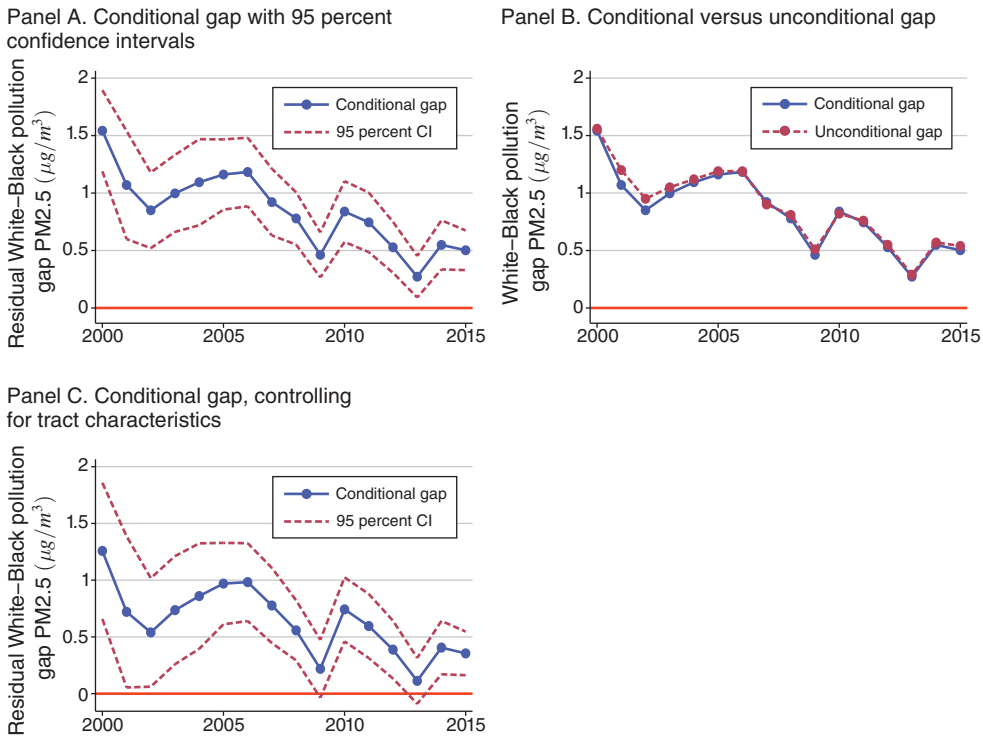 Panel A. Conditional gap with 95 percent
confidence intervals
Residual White–Black pollution
gap PM2.5 (μg/m³)
2
1.5
1
0.5
0
Conditional gap
95 percent CI
2000
2005
2010
2015
Panel B. Conditional versus unconditional gap
White–Black pollution
gap PM2.5 (μg/m³)
2
1.5
1
0.5
0
Conditional gap
Unconditional gap
2000
2005
2010
2015
Panel C. Conditional gap, controlling
for tract characteristics
Residual White–Black pollution
gap PM2.5 (μg/m³)
2
1.5
1
0.5
0
Conditional gap
95 percent CI
2000
2005
2010
2015